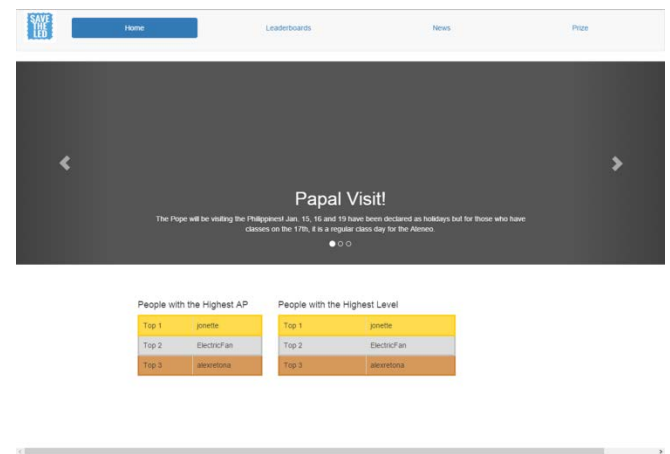 SAVE
THE
LED
Home
Leaderboards
News
Prize
Papal Visit!
The Pope will be visiting the Philippines! Jan. 15, 16 and 19 have been declared as holidays but for those who have
classes on the 17th, it is a regular class day for the Ateneo.
People with the Highest AP
Top 1 jonette
Top 2 ElectricFan
Top 3 alexretona
People with the Highest Level
Top 1 jonette
Top 2 ElectricFan
Top 3 alexretona